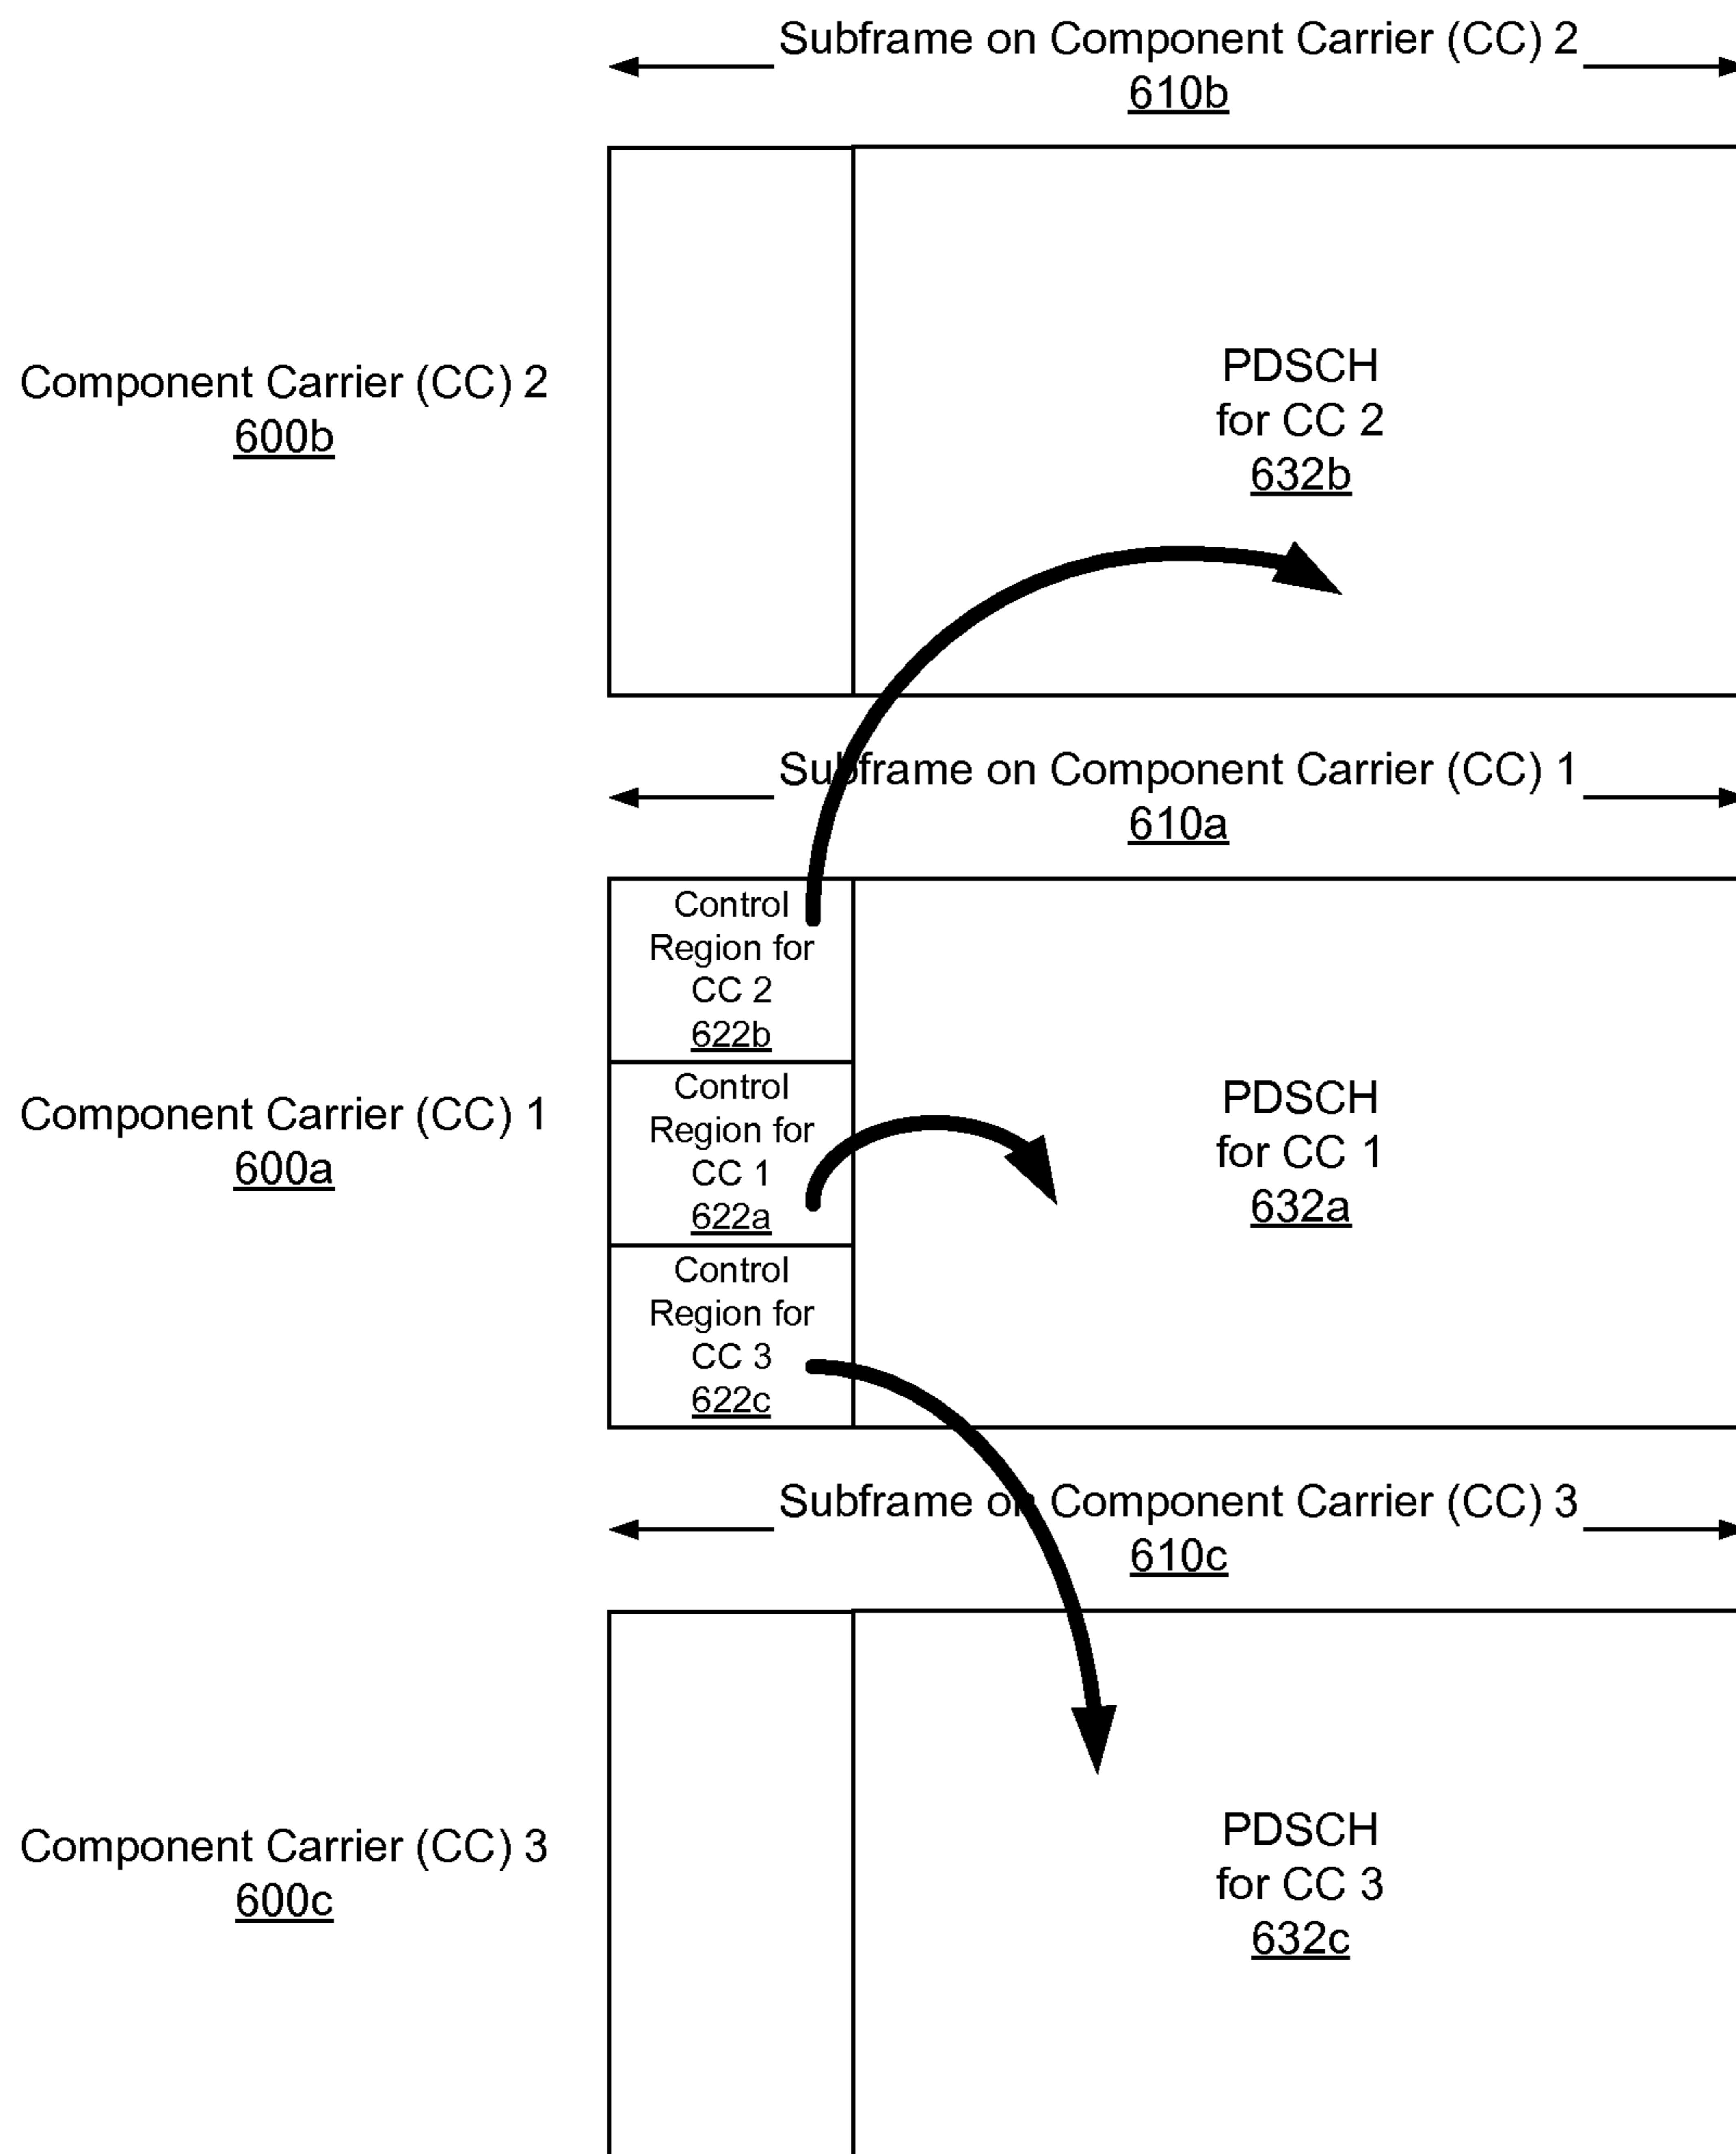 Subframe on Component Carrier (CC) 2
610b
Component Carrier (CC) 2
600b
PDSCH
for CC 2
632b
Subframe on Component Carrier (CC) 1
610a
Component Carrier (CC) 1
600a
Control
Region for
CC 2
622b
Control
Region for
CC 1
622a
Control
Region for
CC 3
622c
PDSCH
for CC 1
632a
Subframe on Component Carrier (CC) 3
610c
Component Carrier (CC) 3
600c
PDSCH
for CC 3
632c